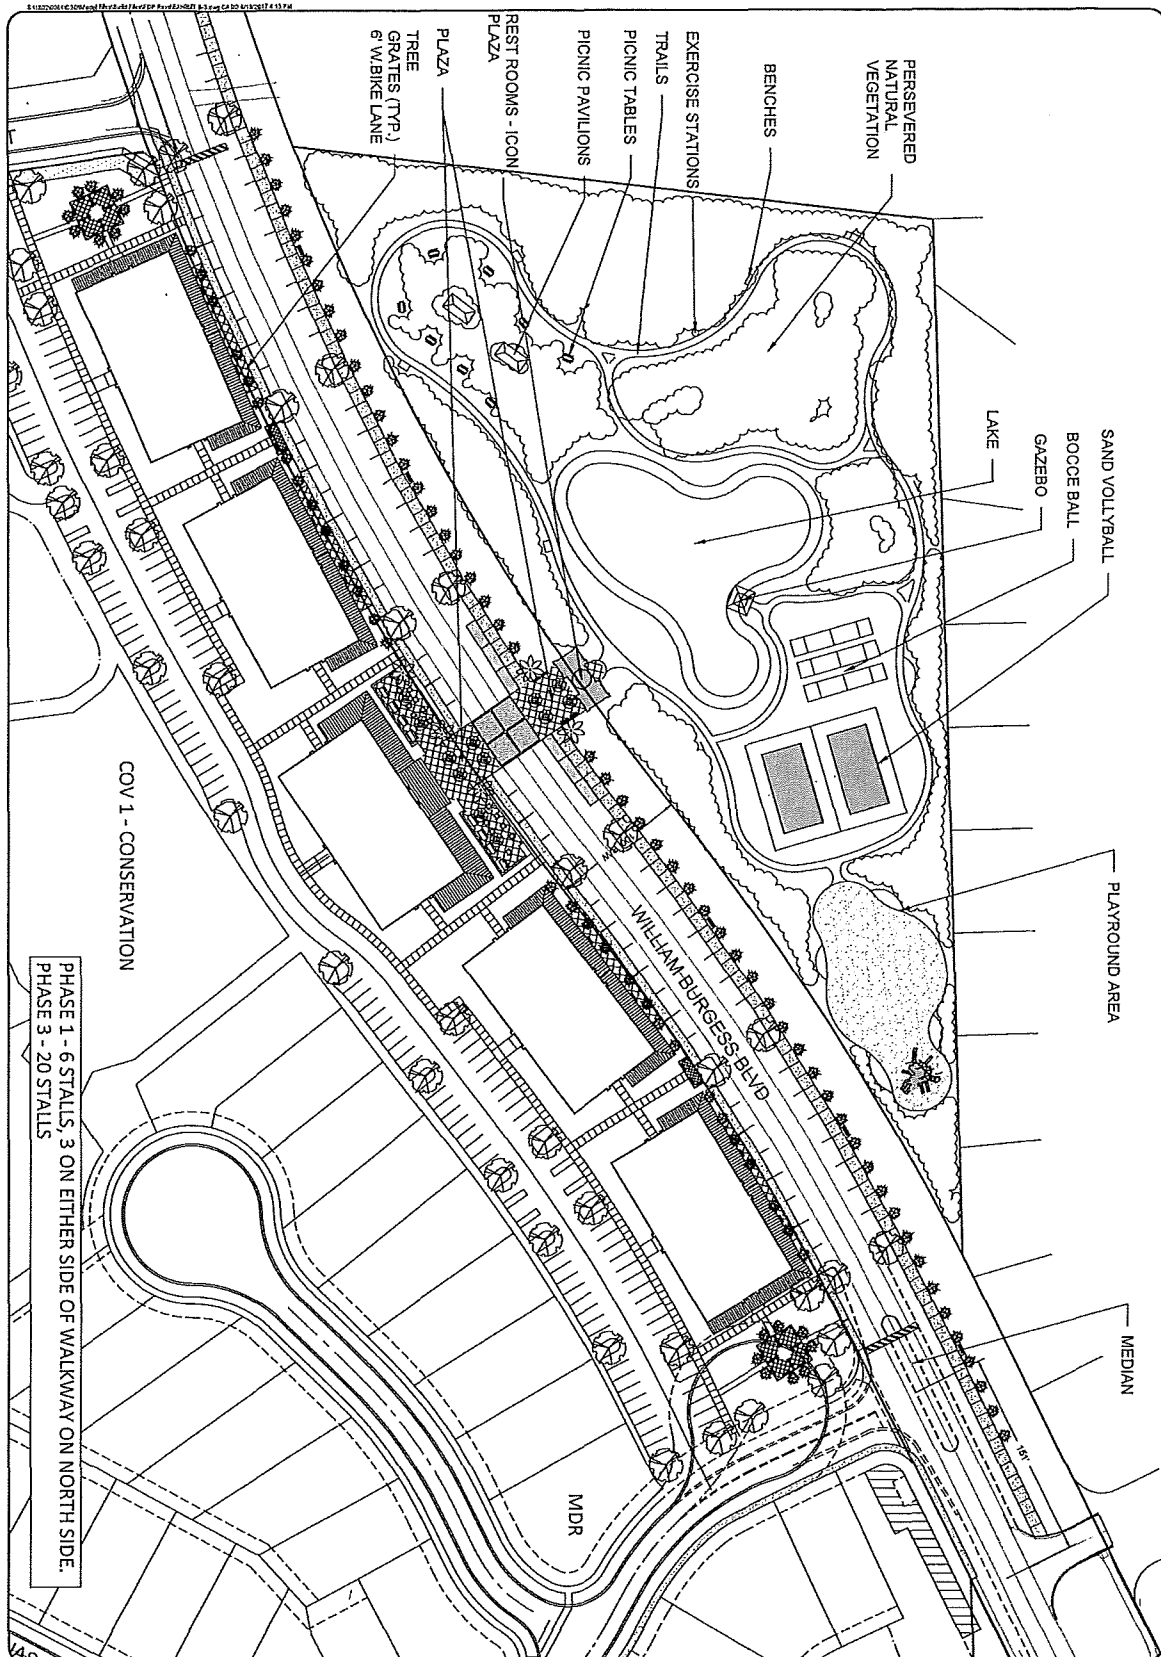 PERSEVERED
NATURAL
VEGETATION
BENCHES
EXERCISE STATIONS
TRAILS
PICNIC TABLES
PICNIC PAVILIONS
REST ROOMS - ICON
PLAZA
PLAZA
TREE
GRATES (TYP.)
6' W.BIKE LANE
SAND VOLLYBALL
BOCCE BALL
GAZEBO
LAKE
PLAYROUND AREA
MEDIAN
WILLIAM BURGESS BLVD
151'
COV 1 - CONSERVATION
MDR
PHASE 1 - 6 STALLS, 3 ON EITHER SIDE OF WALKWAY ON NORTH SIDE.
PHASE 3 - 20 STALLS